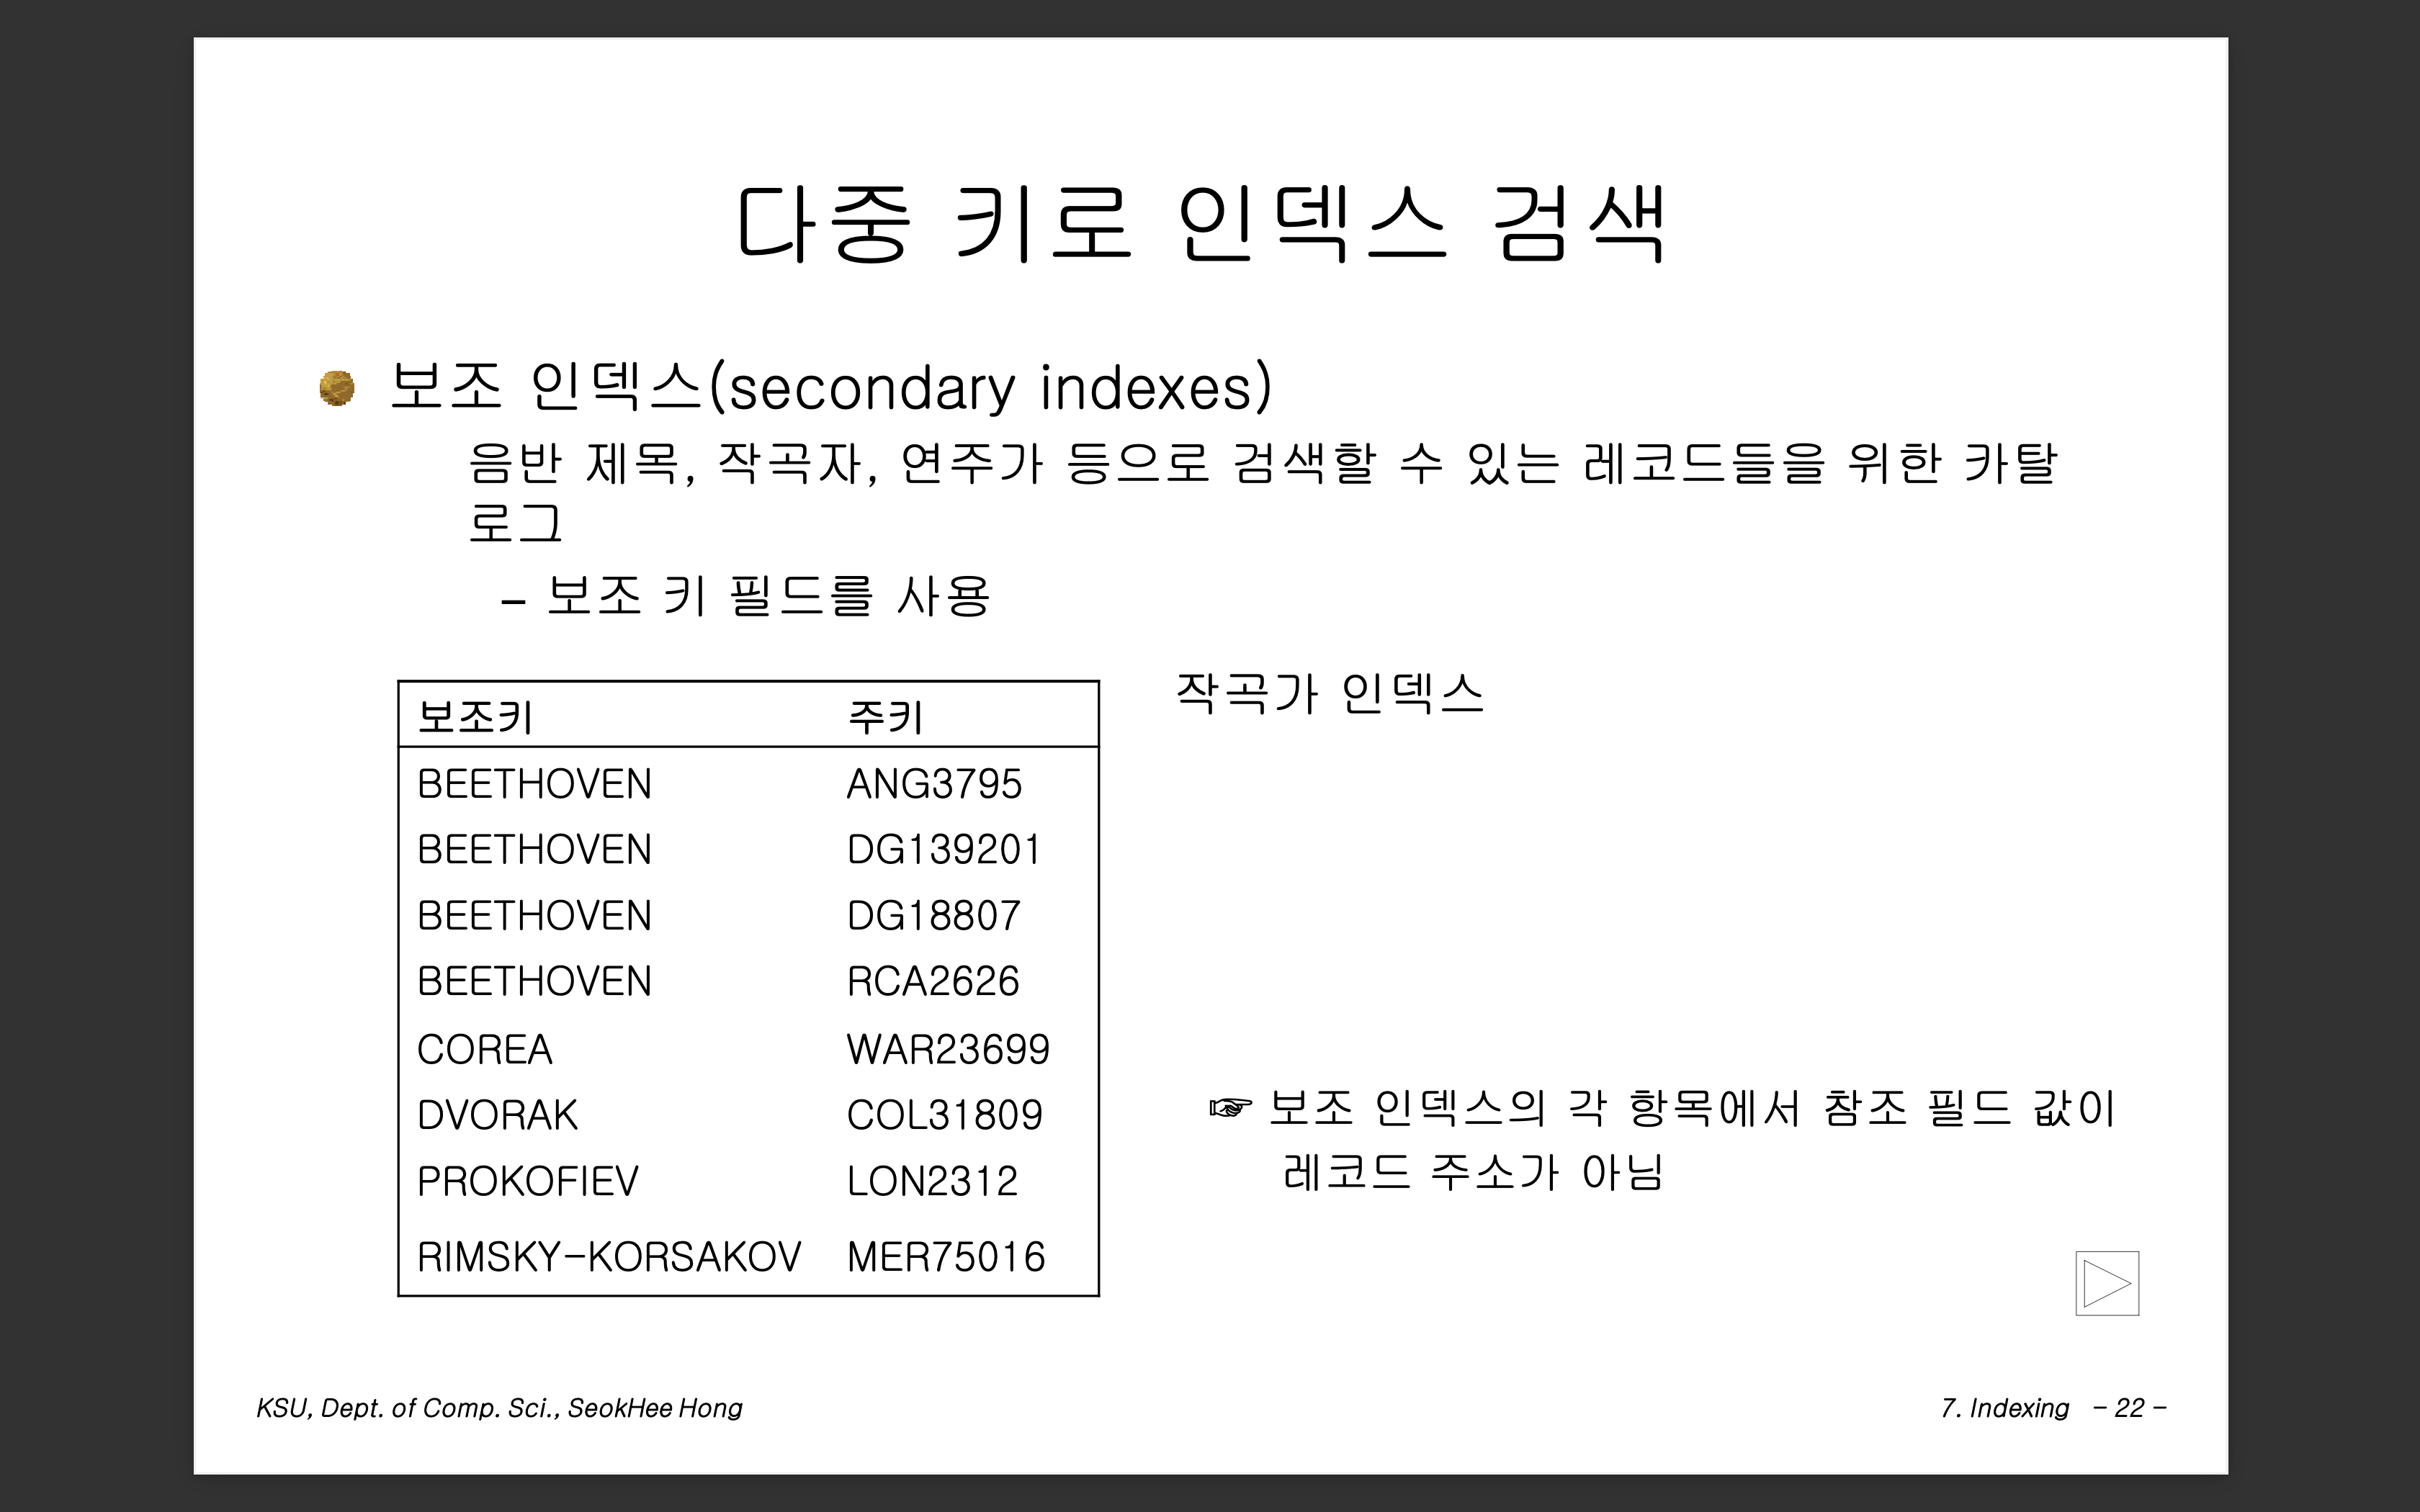 다중 키로 인덱스 검색
보조 인덱스(secondary indexes)
음반 제목, 작곡자, 연주가 등으로 검색할 수 있는 레코드들을 위한 카탈
로그
– 보조 키 필드를 사용
작곡가 인덱스
보조키 주키
BEETHOVEN ANG3795
BEETHOVEN DG139201
BEETHOVEN DG18807
BEETHOVEN RCA2626
COREA WAR23699
DVORAK COL31809
PROKOFIEV LON2312
RIMSKY-KORSAKOV MER75016
☞ 보조 인덱스의 각 항목에서 참조 필드 값이
레코드 주소가 아님
KSU, Dept. of Comp. Sci., SeokHee Hong
7. Indexing - 22 -